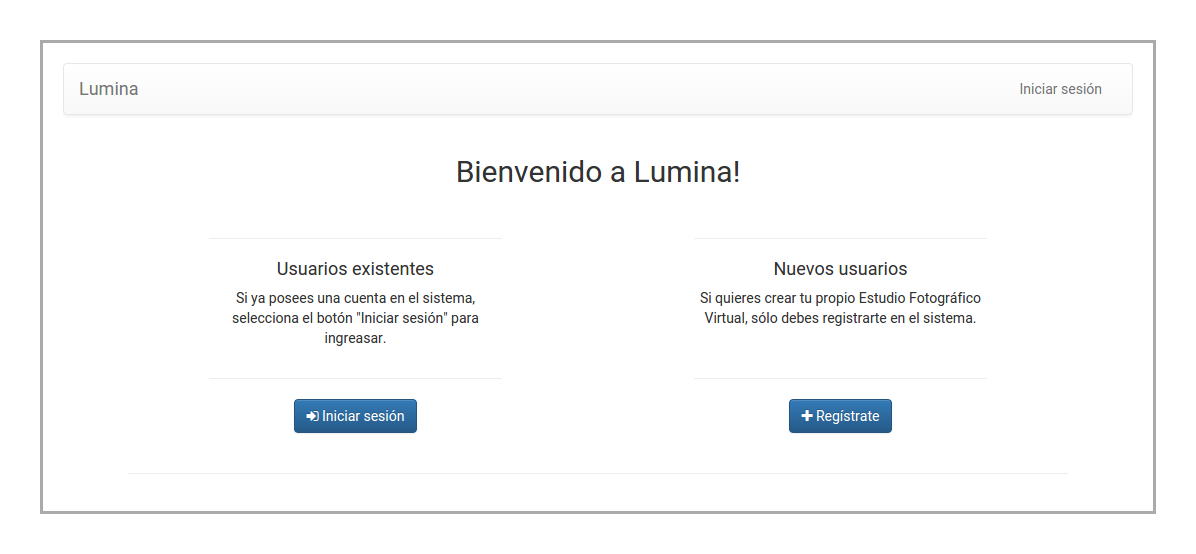 Lumina
Iniciar sesión
Bienvenido a Lumina!
Usuarios existentes
Si ya posees una cuenta en el sistema,
selecciona el botón "Iniciar sesión" para
ingreasar.
Iniciar sesión
Nuevos usuarios
Si quieres crear tu propio Estudio Fotográfico
Virtual, sólo debes registrarte en el sistema.
Regístrate